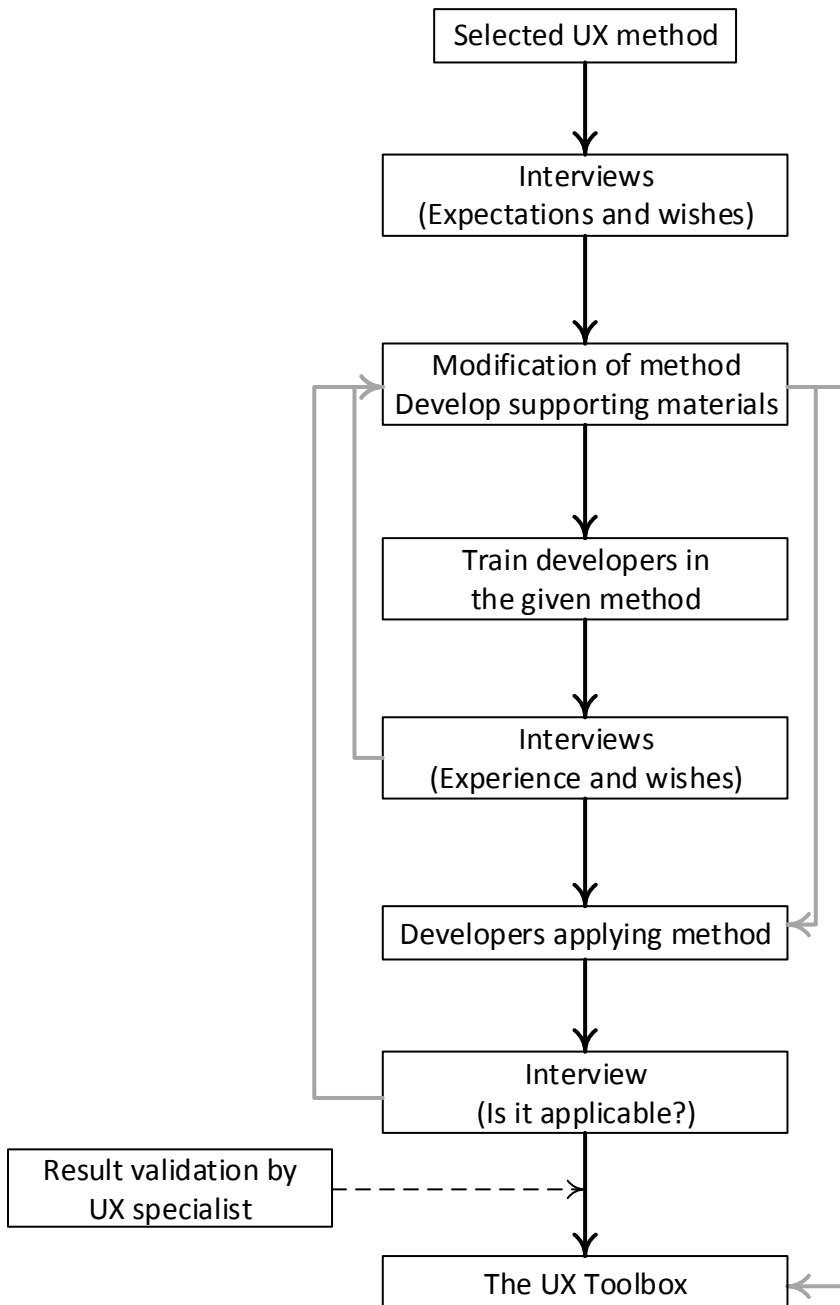 Selected UX method
Interviews
(Expectations and wishes)
Modification of method
Develop supporting materials
Train developers in
the given method
Interviews
(Experience and wishes)
Developers applying method
Interview
(Is it applicable?)
Result validation by
UX specialist
The UX Toolbox